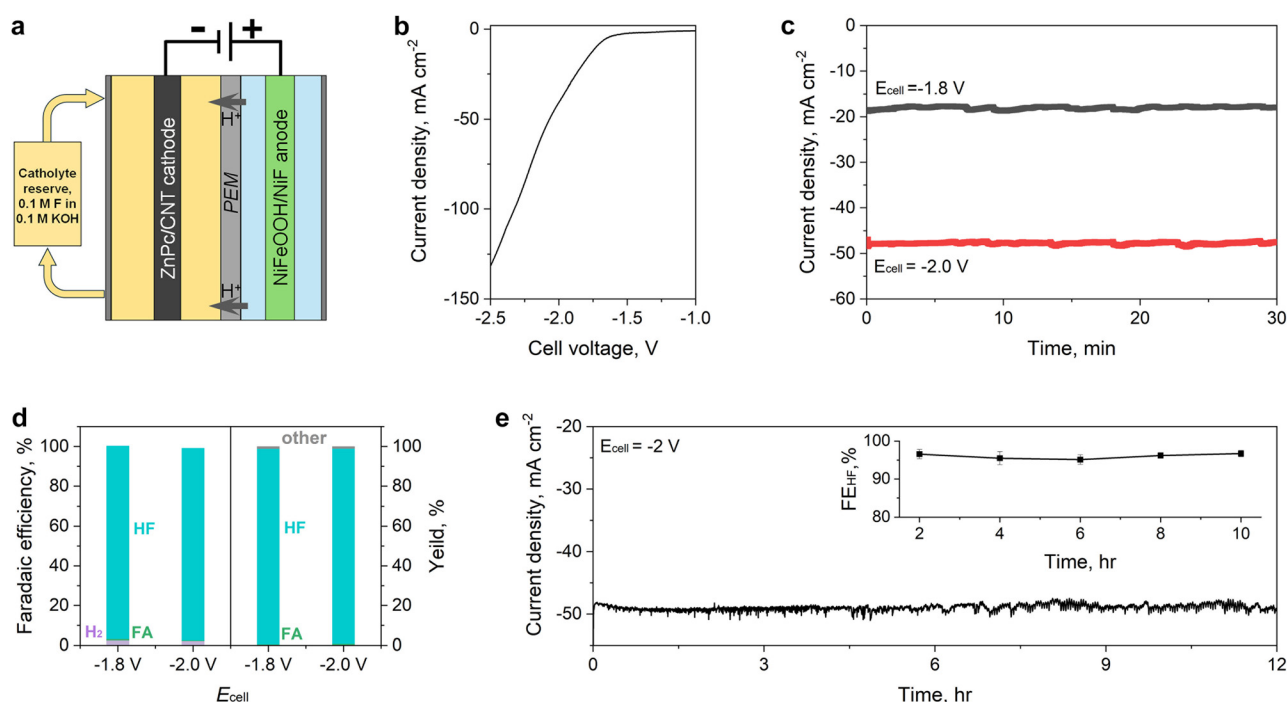 a
- +
Catholyte
reserve,
0.1 M F in
0.1 M KOH
ZnPc/CNT cathode
H+
PEM
H+
NiFeOOH/NiF anode
b
Current density, mA cm-2
0
-50
-100
-150
-2.5 -2.0 -1.5 -1.0
Cell voltage, V
c
Current density, mA cm-2
0
-10
-20
-30
-40
-50
-60
Ecell =-1.8 V
Ecell = -2.0 V
0 10 20 30
Time, min
d
Faradaic efficiency, %
100
80
60
40
20
0
HF
H2 FA
other
HF
FA
100
80
60
40
20
0
Yeild, %
-1.8 V -2.0 V -1.8 V -2.0 V
Ecell
e
Current density, mA cm-2
-20
-30
-40
-50
Ecell = -2 V
0 3 6 9 12
Time, hr
FEHF, %
100
90
80
2 4 6 8 10
Time, hr